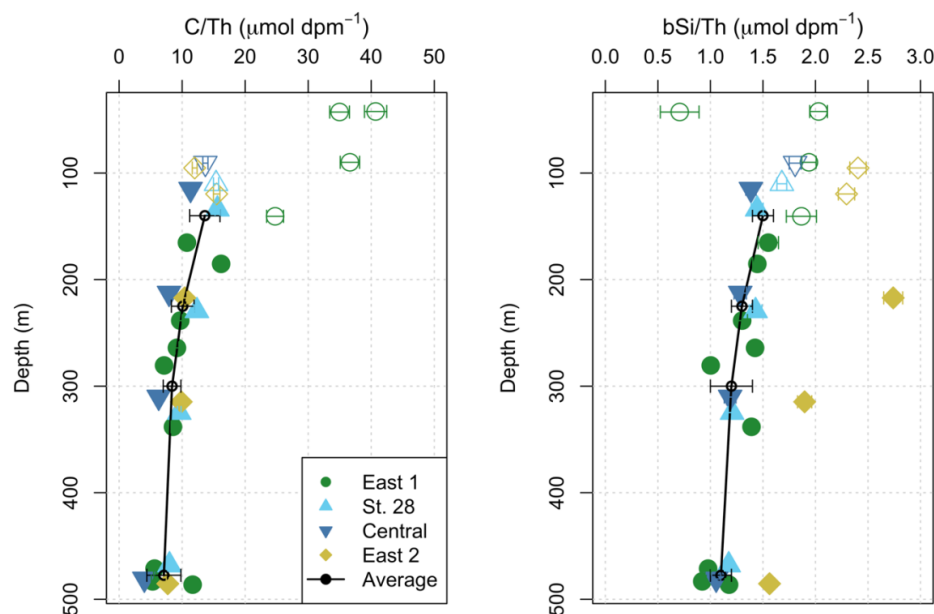 C/Th (μmol dpm⁻¹)
0 10 20 30 40 50
Depth (m)
100
200
300
400
500
East 1
St. 28
Central
East 2
Average
bSi/Th (μmol dpm⁻¹)
0.0 0.5 1.0 1.5 2.0 2.5 3.0
Depth (m)
100
200
300
400
500